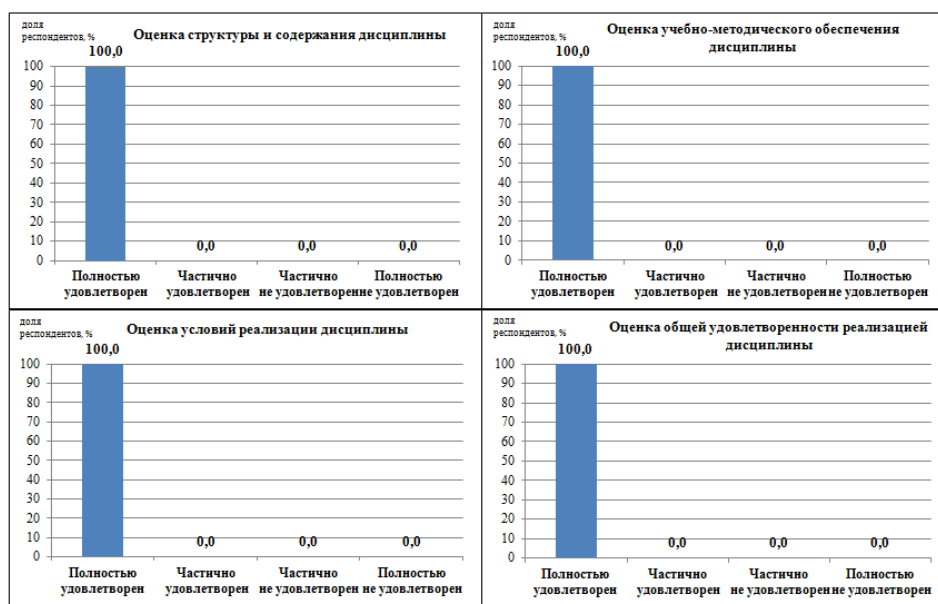 доля
респондентов, %
Оценка структуры и содержания дисциплины
100,0
100
90
80
70
60
50
40
30
20
10
0
0,0 0,0 0,0
Полностью Частично Частично Полностью
удовлетворен удовлетворен не удовлетворен не удовлетворен
доля
респондентов, %
Оценка учебно-методического обеспечения
дисциплины
100,0
100
90
80
70
60
50
40
30
20
10
0
0,0 0,0 0,0
Полностью Частично Частично Полностью
удовлетворен удовлетворен не удовлетворен не удовлетворен
доля
респондентов, %
Оценка условий реализации дисциплины
100,0
100
90
80
70
60
50
40
30
20
10
0
0,0 0,0 0,0
Полностью Частично Частично Полностью
удовлетворен удовлетворен не удовлетворен не удовлетворен
доля
респондентов, %
Оценка общей удовлетворенности реализацией
дисциплины
100,0
100
90
80
70
60
50
40
30
20
10
0
0,0 0,0 0,0
Полностью Частично Частично Полностью
удовлетворен удовлетворен не удовлетворен не удовлетворен